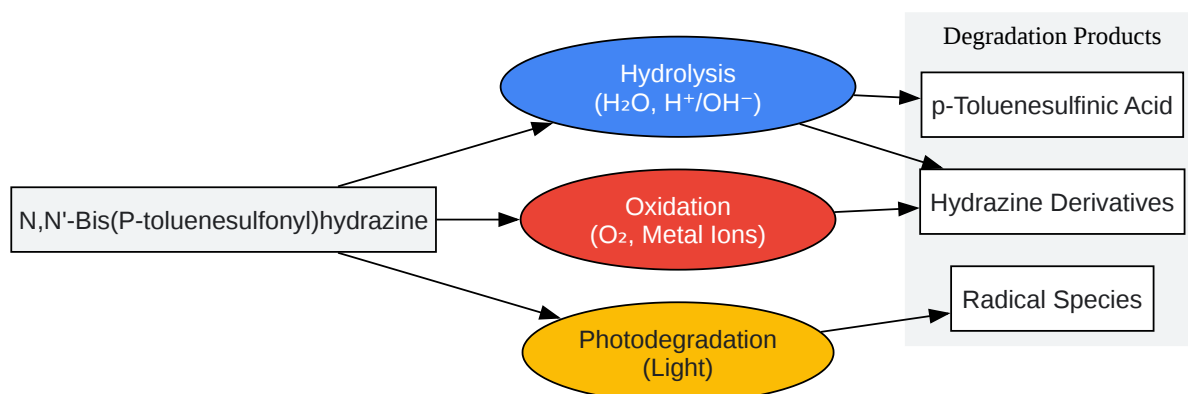 N,N'-Bis(P-toluenesulfonyl)hydrazine
Hydrolysis
(H₂O, H⁺/OH⁻)
Oxidation
(O₂, Metal Ions)
Photodegradation
(Light)
Degradation Products
p-Toluenesulfinic Acid
Hydrazine Derivatives
Radical Species